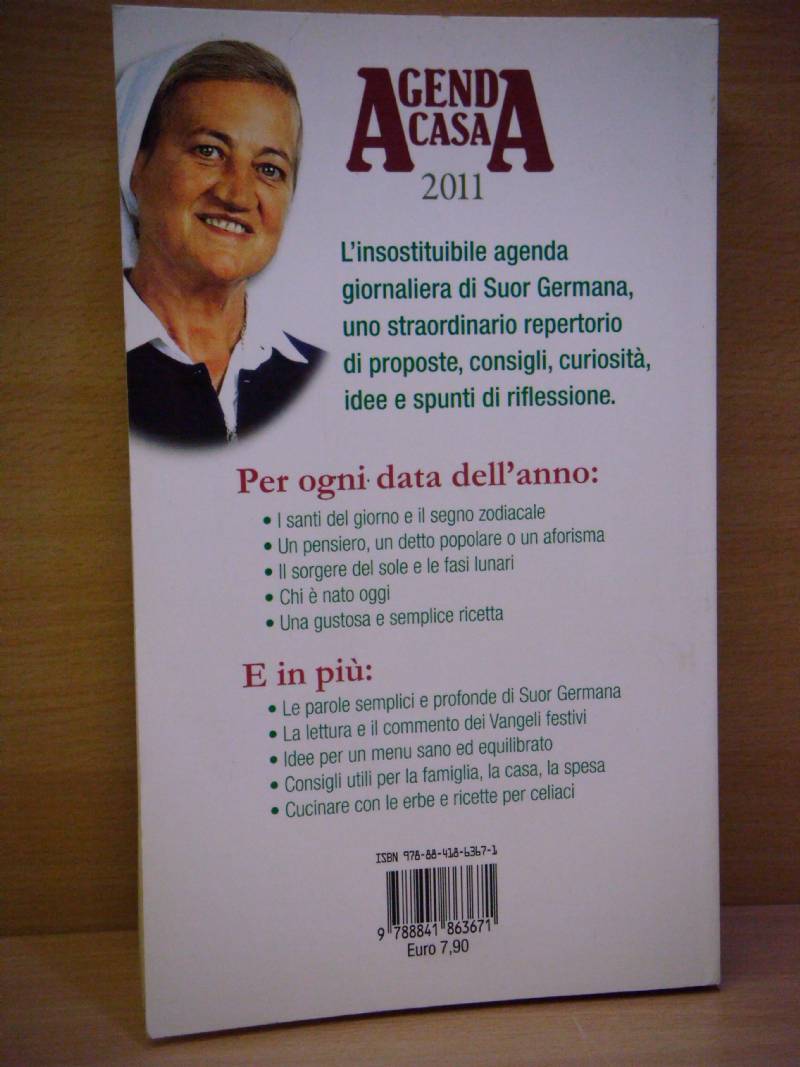 AGENDA
CASA
2011
L'insostituibile agenda
giornaliera di Suor Germana,
uno straordinario repertorio
di proposte, consigli, curiosità,
idee e spunti di riflessione.
Per ogni data dell'anno:
• I santi del giorno e il segno zodiacale
• Un pensiero, un detto popolare o un aforisma
• Il sorgere del sole e le fasi lunari
• Chi è nato oggi
• Una gustosa e semplice ricetta
E in più:
• Le parole semplici e profonde di Suor Germana
• La lettura e il commento dei Vangeli festivi
• Idee per un menu sano ed equilibrato
• Consigli utili per la famiglia, la casa, la spesa
• Cucinare con le erbe e ricette per celiaci
ISBN 978-88-418-6367-1
9 788841 863671
Euro 7,90